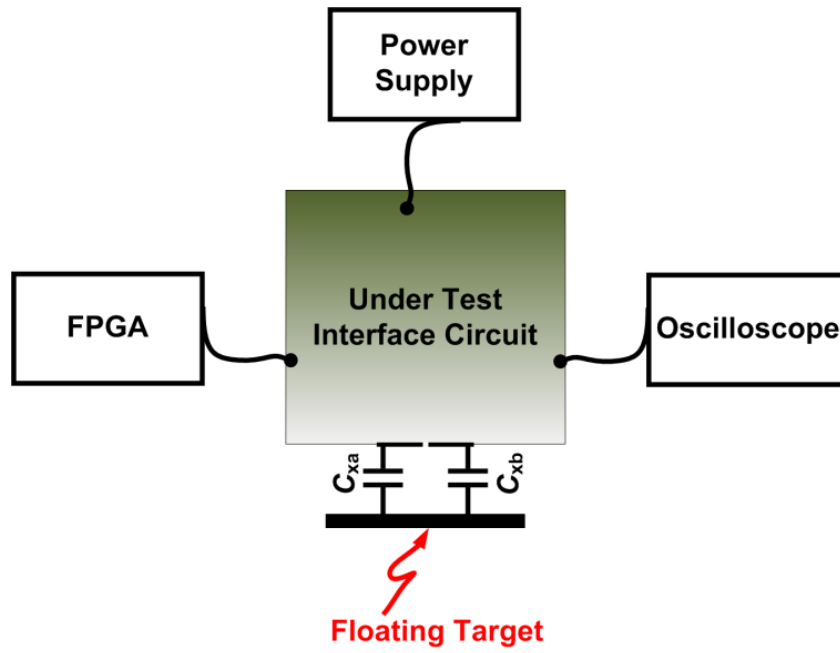 Power
Supply
FPGA
Under Test
Interface Circuit
Oscilloscope
Cxa
Cxb
Floating Target